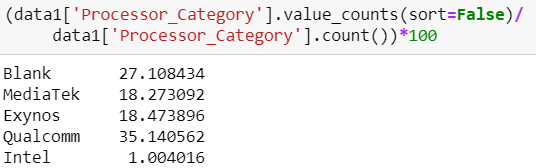 (data1['Processor_Category'].value_counts(sort=False)/
data1['Processor_Category'].count())*100
Blank 27.108434
MediaTek 18.273092
Exynos 18.473896
Qualcomm 35.140562
Intel 1.004016